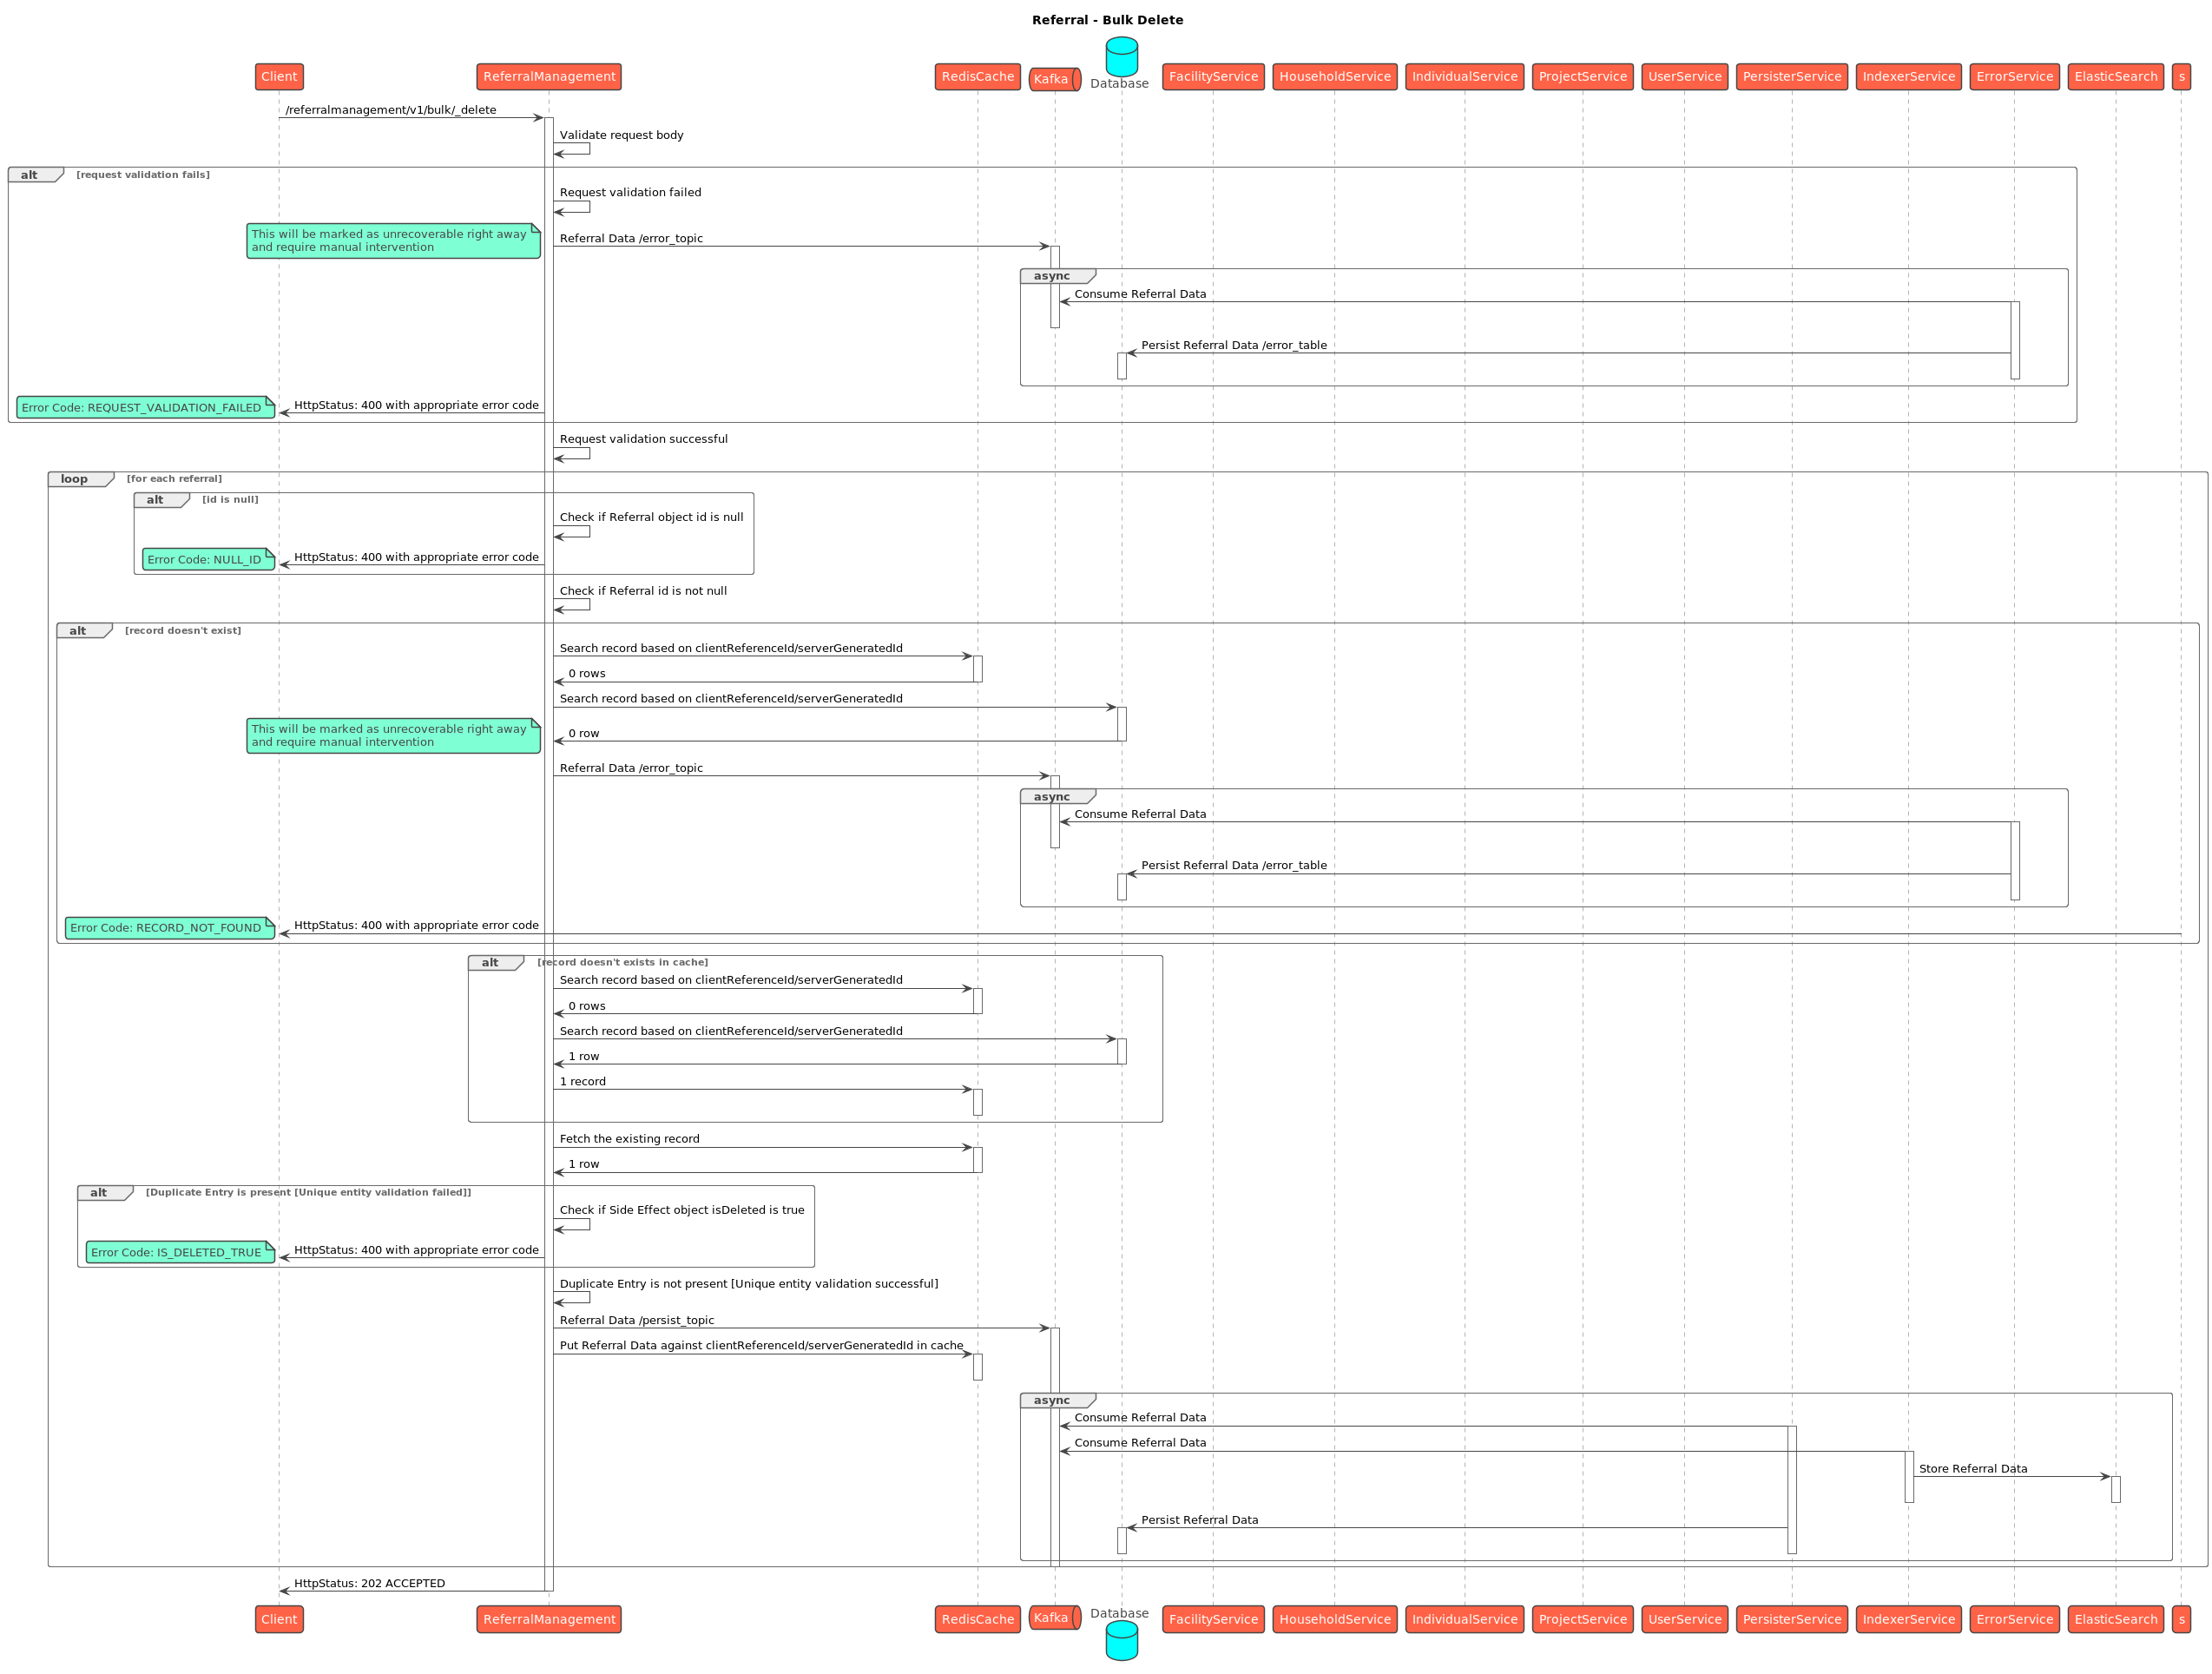 Referral - Bulk Delete
Client
ReferralManagement
RedisCache
Kafka
Database
FacilityService
HouseholdService
IndividualService
ProjectService
UserService
PersisterService
IndexerService
ErrorService
ElasticSearch
s
/referralmanagement/v1/bulk/_delete
Validate request body
alt [request validation fails]
Request validation failed
This will be marked as unrecoverable right away
and require manual intervention
Referral Data /error_topic
async
Consume Referral Data
Persist Referral Data /error_table
Error Code: REQUEST_VALIDATION_FAILED
HttpStatus: 400 with appropriate error code
Request validation successful
loop [for each referral]
alt [id is null]
Check if Referral object id is null
Error Code: NULL_ID
HttpStatus: 400 with appropriate error code
Check if Referral id is not null
alt [record doesn't exist]
Search record based on clientReferenceId/serverGeneratedId
0 rows
Search record based on clientReferenceId/serverGeneratedId
This will be marked as unrecoverable right away
and require manual intervention
0 row
Referral Data /error_topic
async
Consume Referral Data
Persist Referral Data /error_table
Error Code: RECORD_NOT_FOUND
HttpStatus: 400 with appropriate error code
alt [record doesn't exists in cache]
Search record based on clientReferenceId/serverGeneratedId
0 rows
Search record based on clientReferenceId/serverGeneratedId
1 row
1 record
Fetch the existing record
1 row
alt [Duplicate Entry is present [Unique entity validation failed]]
Check if Side Effect object isDeleted is true
Error Code: IS_DELETED_TRUE
HttpStatus: 400 with appropriate error code
Duplicate Entry is not present [Unique entity validation successful]
Referral Data /persist_topic
Put Referral Data against clientReferenceId/serverGeneratedId in cache
async
Consume Referral Data
Consume Referral Data
Store Referral Data
Persist Referral Data
HttpStatus: 202 ACCEPTED
Client
ReferralManagement
RedisCache
Kafka
Database
FacilityService
HouseholdService
IndividualService
ProjectService
UserService
PersisterService
IndexerService
ErrorService
ElasticSearch
s